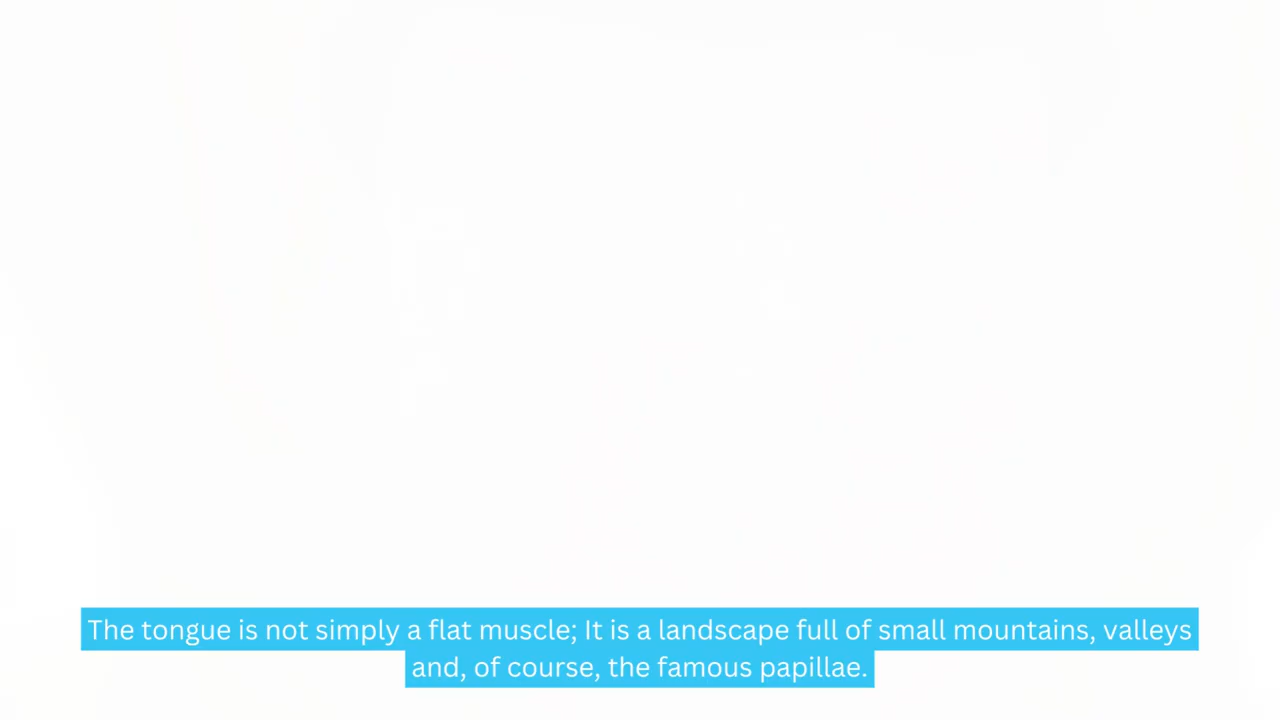 The tongue is not simply a flat muscle; It is a landscape full of small mountains, valleys
and, of course, the famous papillae.